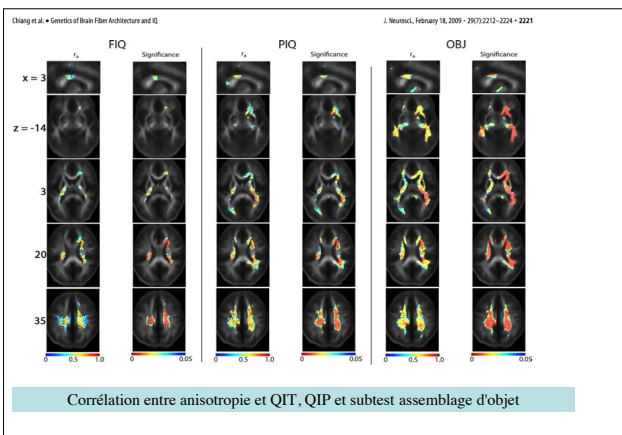 Chiang et al. • Genetics of Brain Fiber Architecture and IQ
J. Neurosci., February 18, 2009 • 29(7):2212–2224 • 2221
FIQ PIQ OBJ
rₐ Significance rₐ Significance rₐ Significance
x = 3
z = -14
3
20
35
0 0.5 1.0 0 0.05 0 0.5 1.0 0 0.05 0 0.5 1.0 0 0.05
Corrélation entre anisotropie et QIT, QIP et subtest assemblage d'objet